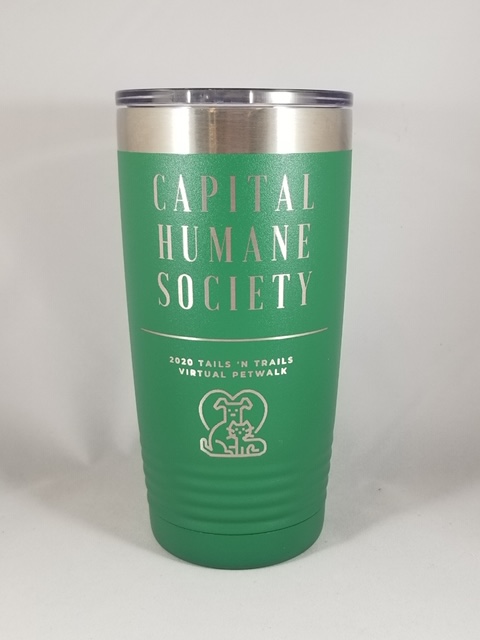 CAPITAL
HUMANE
SOCIETY
2020 TAILS 'N TRAILS
VIRTUAL PETWALK